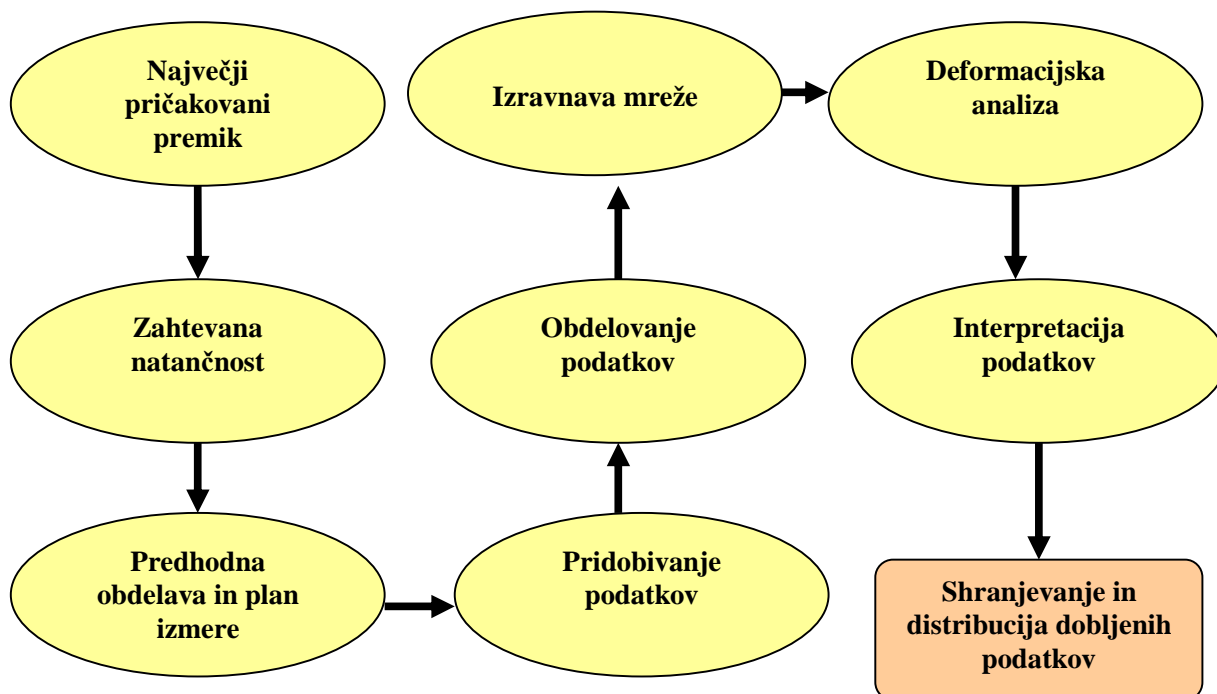 Največji
pričakovani
premik
Zahtevana
natančnost
Predhodna
obdelava in plan
izmere
Pridobivanje
podatkov
Obdelovanje
podatkov
Izravnava mreže
Deformacijska
analiza
Interpretacija
podatkov
Shranjevanje in
distribucija dobljenih
podatkov